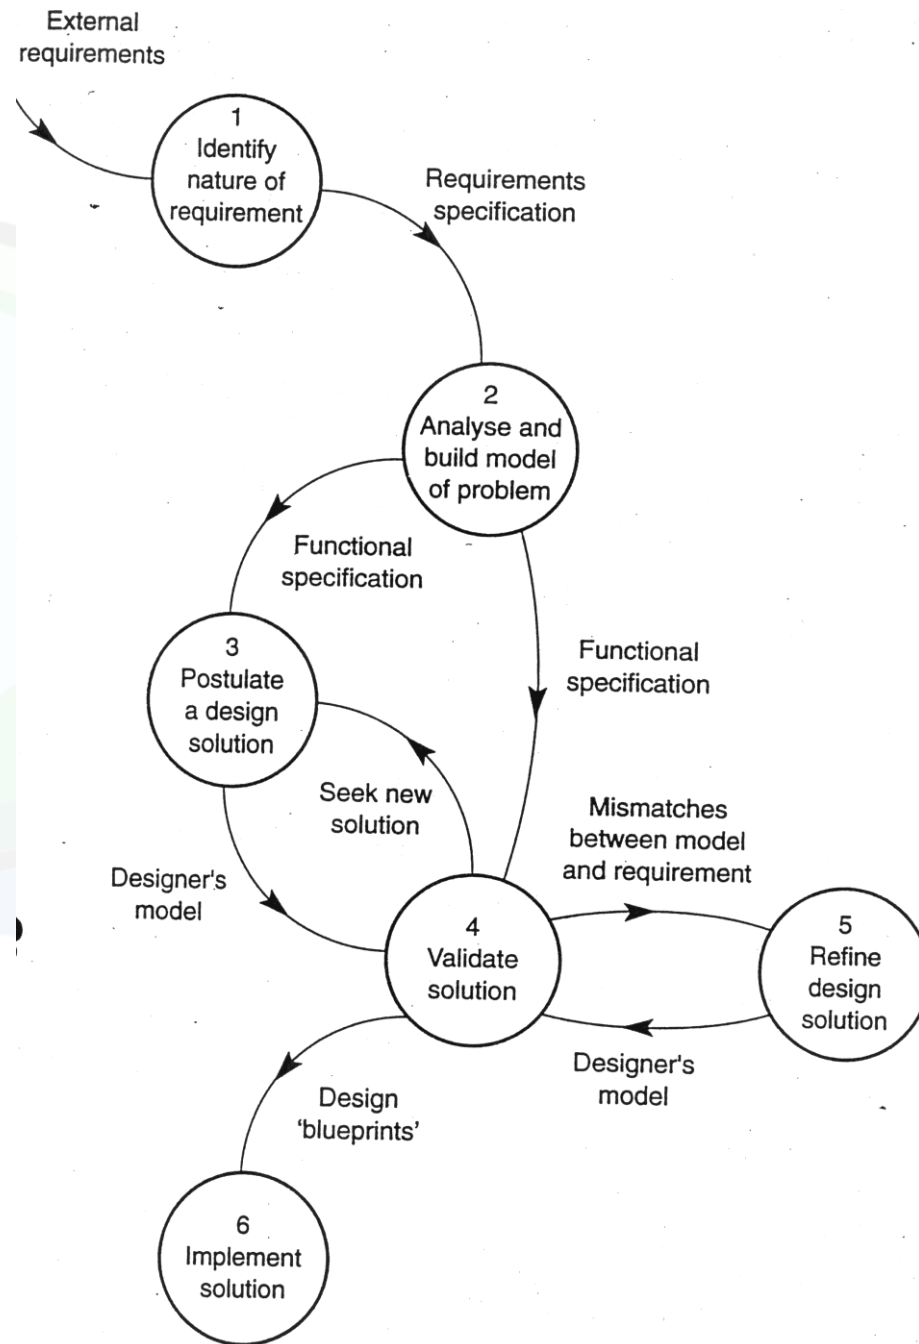 External
requirements
1
Identify
nature of
requirement
Requirements
specification
2
Analyse and
build model
of problem
Functional
specification
3
Postulate
a design
solution
Functional
specification
Seek new
solution
Mismatches
between model
and requirement
Designer's
model
4
Validate
solution
5
Refine
design
solution
Designer's
model
Design
'blueprints'
6
Implement
solution